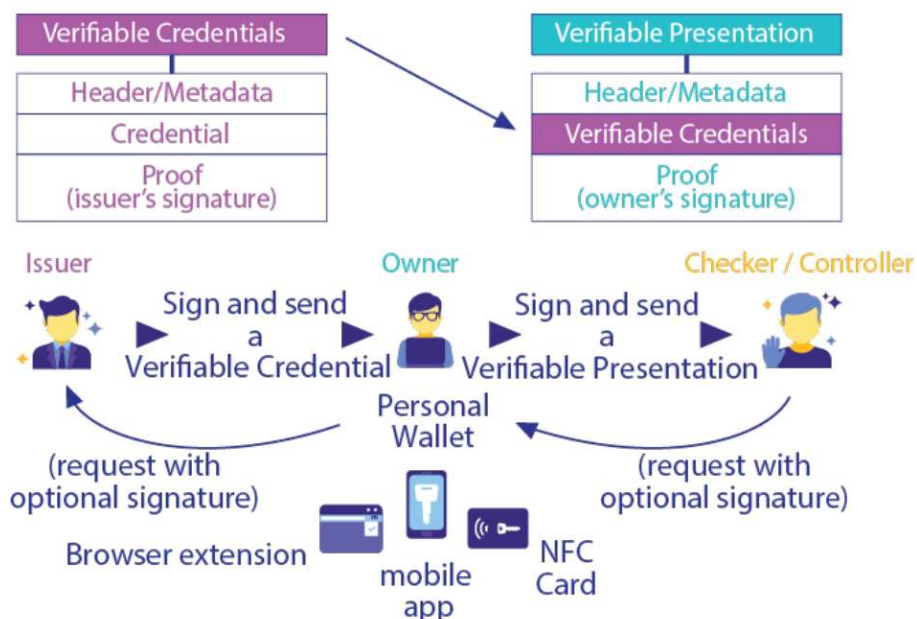 Verifiable Credentials
Header/Metadata
Credential
Proof
(issuer's signature)
Verifiable Presentation
Header/Metadata
Verifiable Credentials
Proof
(owner's signature)
Issuer
Owner
Checker / Controller
Sign and send
a
Verifiable Credential
Sign and send
a
Verifiable Presentation
Personal
Wallet
(request with
optional signature)
(request with
optional signature)
Browser extension
mobile
app
NFC
Card